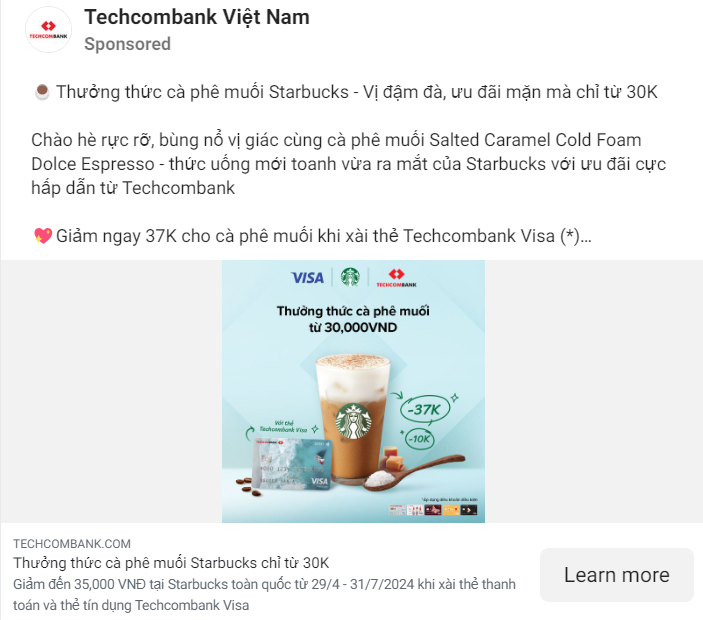 Techcombank Việt Nam
Sponsored
Thưởng thức cà phê muối Starbucks - Vị đậm đà, ưu đãi mặn mà chỉ từ 30K
Chào hè rực rỡ, bùng nổ vị giác cùng cà phê muối Salted Caramel Cold Foam
Dolce Espresso - thức uống mới toanh vừa ra mắt của Starbucks với ưu đãi cực
hấp dẫn từ Techcombank
Giảm ngay 37K cho cà phê muối khi xài thẻ Techcombank Visa (*)...
VISA
TECHCOMBANK
Thưởng thức cà phê muối
từ 30,000VND
-37K
-10K
Với thẻ
Techcombank Visa
TECHCOMBANK
VISA
*Áp dụng điều khoản điều kiện
TECHCOMBANK.COM
Thưởng thức cà phê muối Starbucks chỉ từ 30K
Giảm đến 35,000 VNĐ tại Starbucks toàn quốc từ 29/4 - 31/7/2024 khi xài thẻ thanh
toán và thẻ tín dụng Techcombank Visa
Learn more